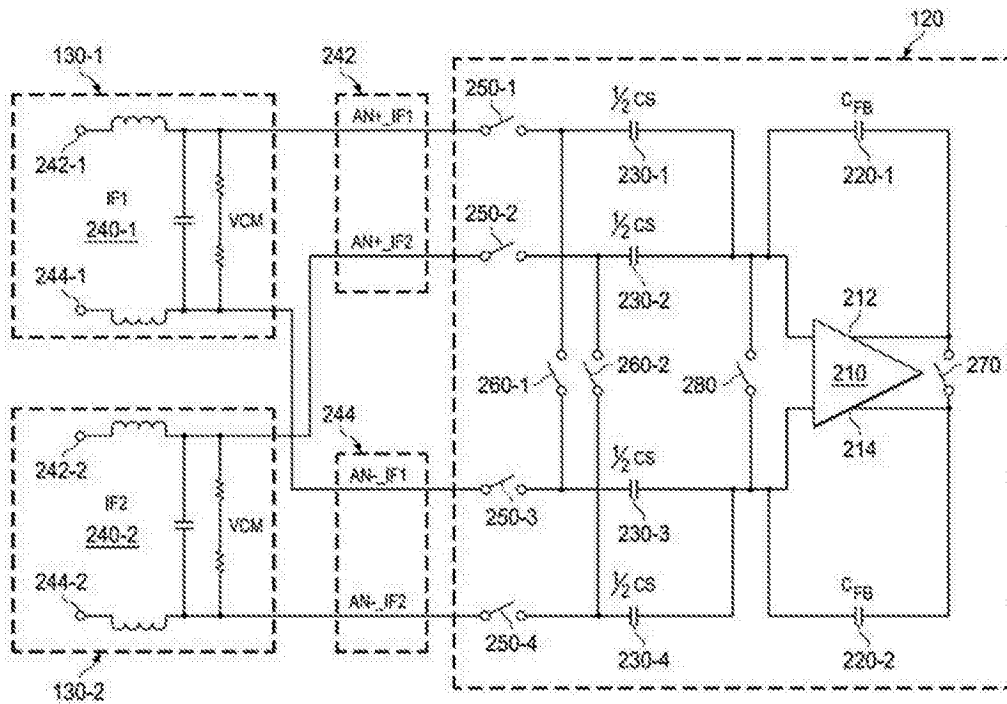 120
130-1
242
250-1
½ CS
CFB
AN+_IF1
242-1
230-1
220-1
IF1
240-1
VCM
250-2
½ CS
AN+_IF2
244-1
230-2
212
260-1
260-2
280
210
270
244
214
242-2
½ CS
AN-_IF1
IF2
240-2
VCM
250-3
230-3
244-2
½ CS
CFB
AN-_IF2
250-4
230-4
220-2
130-2